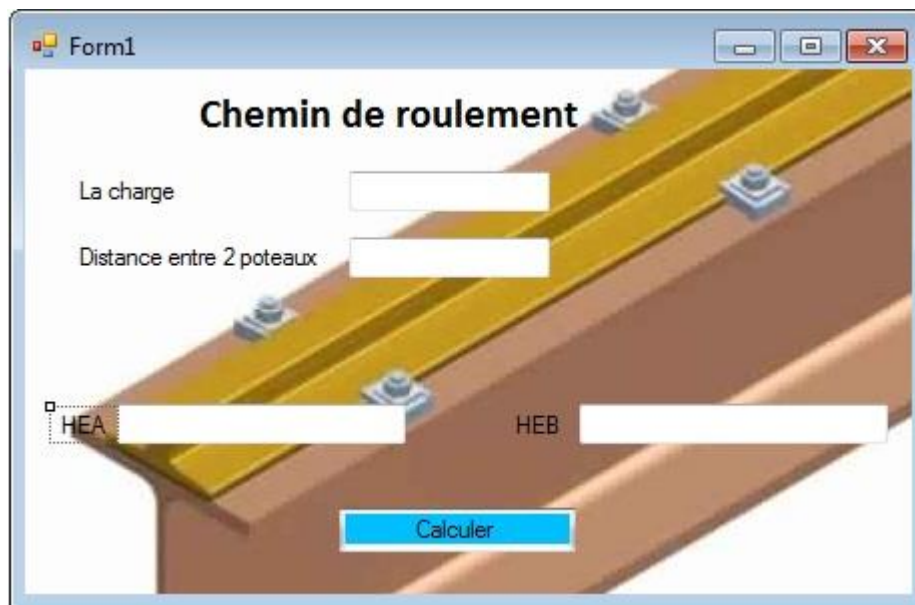 Form1
Chemin de roulement
La charge
Distance entre 2 poteaux
HEA HEB
Calculer